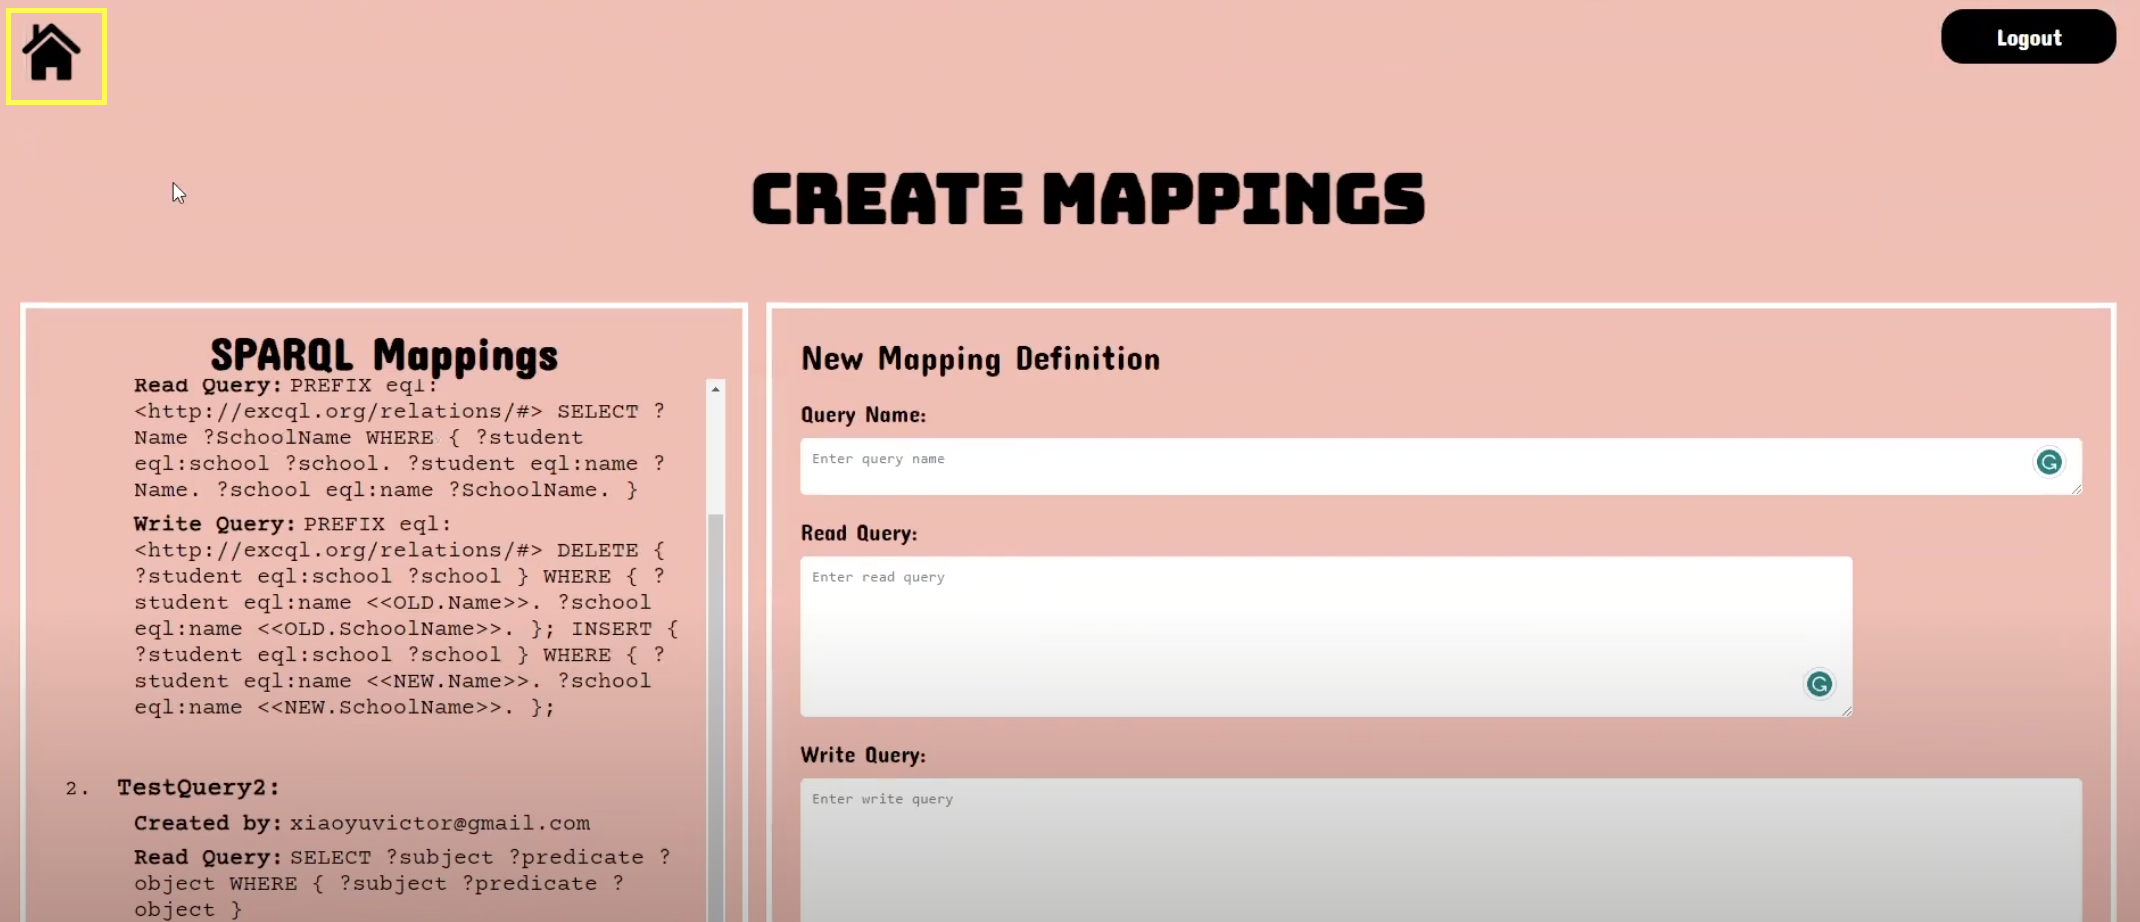 Logout
CREATE MAPPINGS
SPARQL Mappings
Read Query: PREFIX eql:
<http://excql.org/relations/#> SELECT ?
Name ?SchoolName WHERE { ?student
eql:school ?school. ?student eql:name ?
Name. ?school eql:name ?SchoolName. }
Write Query: PREFIX eql:
<http://excql.org/relations/#> DELETE {
?student eql:school ?school } WHERE { ?
student eql:name <<OLD.Name>>. ?school
eql:name <<OLD.SchoolName>>. }; INSERT {
?student eql:school ?school } WHERE { ?
student eql:name <<NEW.Name>>. ?school
eql:name <<NEW.SchoolName>>. };
2. TestQuery2:
Created by: xiaoyuvictor@gmail.com
Read Query: SELECT ?subject ?predicate ?
object WHERE { ?subject ?predicate ?
object }
New Mapping Definition
Query Name:
Enter query name
Read Query:
Enter read query
Write Query:
Enter write query